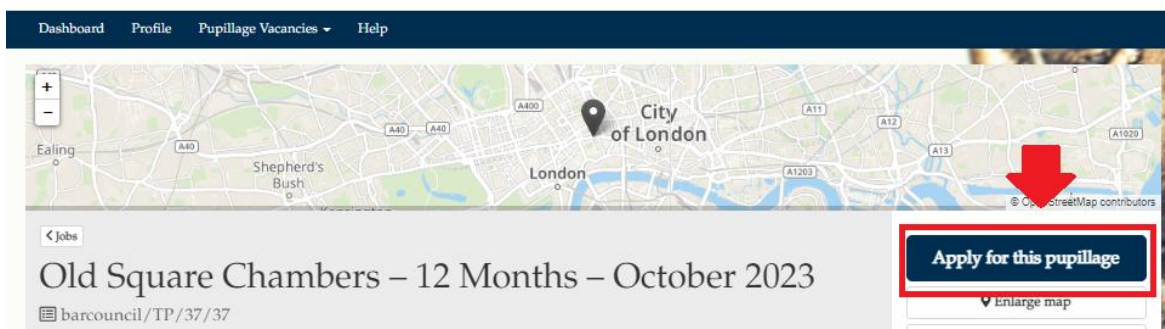 Dashboard Profile Pupillage Vacancies Help
+
−
A400
City
of London
A11
A12
A40
A40
A1020
Ealing
A40
A13
Shepherd's
Bush
London
A1203
© OpenStreetMap contributors
Jobs
Old Square Chambers – 12 Months – October 2023
Apply for this pupillage
Enlarge map
barcouncil/TP/37/37